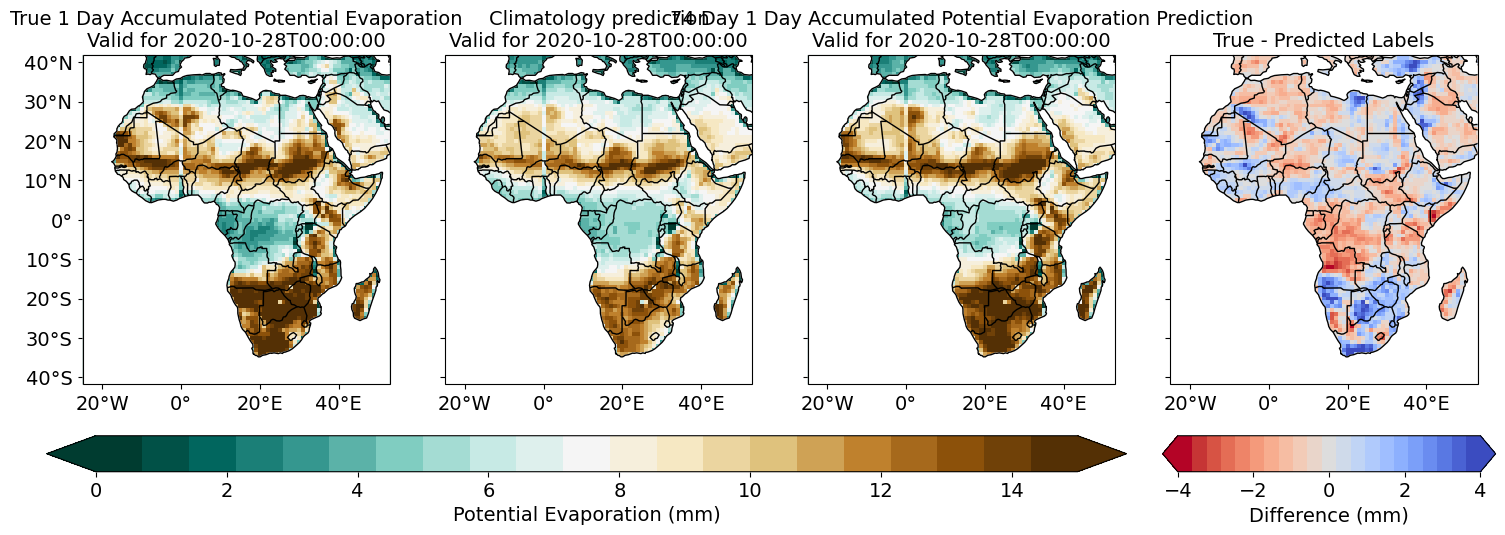 True 1 Day Accumulated Potential Evaporation
Valid for 2020-10-28T00:00:00
Climatology prediction
Valid for 2020-10-28T00:00:00
Day 1 Day Accumulated Potential Evaporation Prediction
Valid for 2020-10-28T00:00:00
True - Predicted Labels
40°N
30°N
20°N
10°N
0°
10°S
20°S
30°S
40°S
20°W 0° 20°E 40°E
20°W 0° 20°E 40°E
20°W 0° 20°E 40°E
20°W 0° 20°E 40°E
0 2 4 6 8 10 12 14
Potential Evaporation (mm)
−4 −2 0 2 4
Difference (mm)